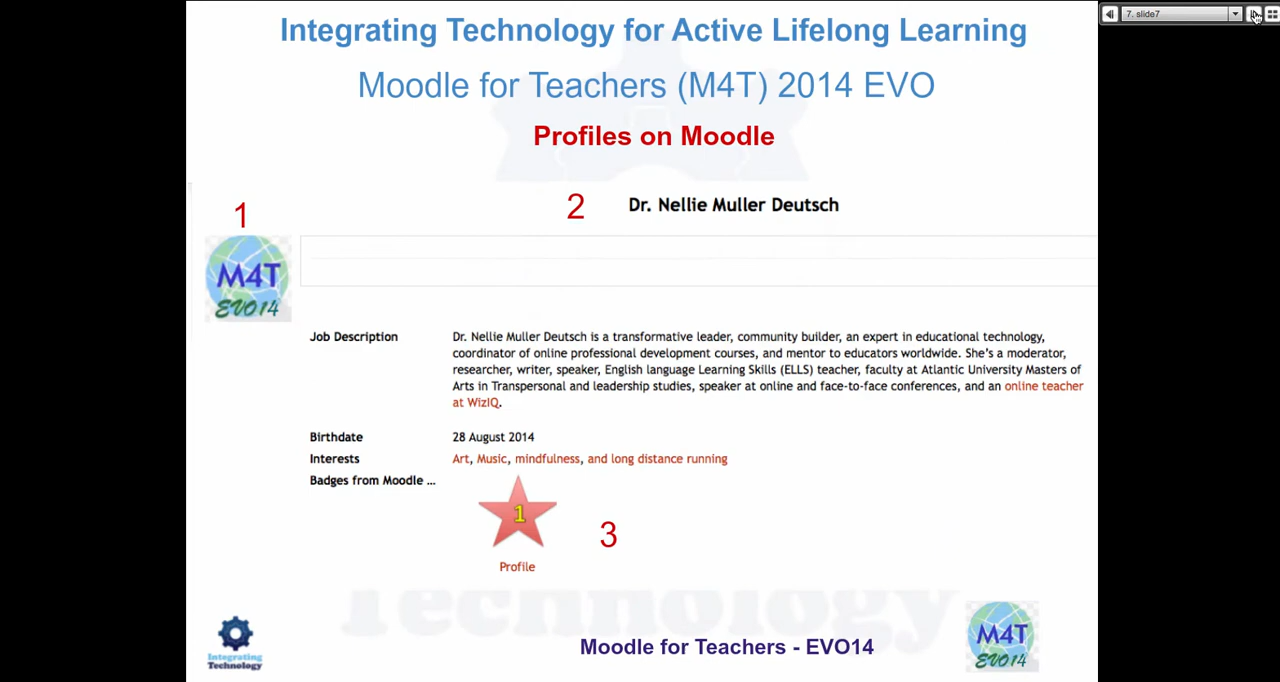 7. slide7
Integrating Technology for Active Lifelong Learning
Moodle for Teachers (M4T) 2014 EVO
Profiles on Moodle
1
2
Dr. Nellie Muller Deutsch
M4T
EVO14
Job Description
Dr. Nellie Muller Deutsch is a transformative leader, community builder, an expert in educational technology,
coordinator of online professional development courses, and mentor to educators worldwide. She's a moderator,
researcher, writer, speaker, English language Learning Skills (ELLS) teacher, faculty at Atlantic University Masters of
Arts in Transpersonal and leadership studies, speaker at online and face-to-face conferences, and an online teacher
at WizIQ.
Birthdate 28 August 2014
Interests Art, Music, mindfulness, and long distance running
Badges from Moodle ...
1
3
Profile
Technology
Integrating
Technology
Moodle for Teachers - EVO14
M4T
EVO14